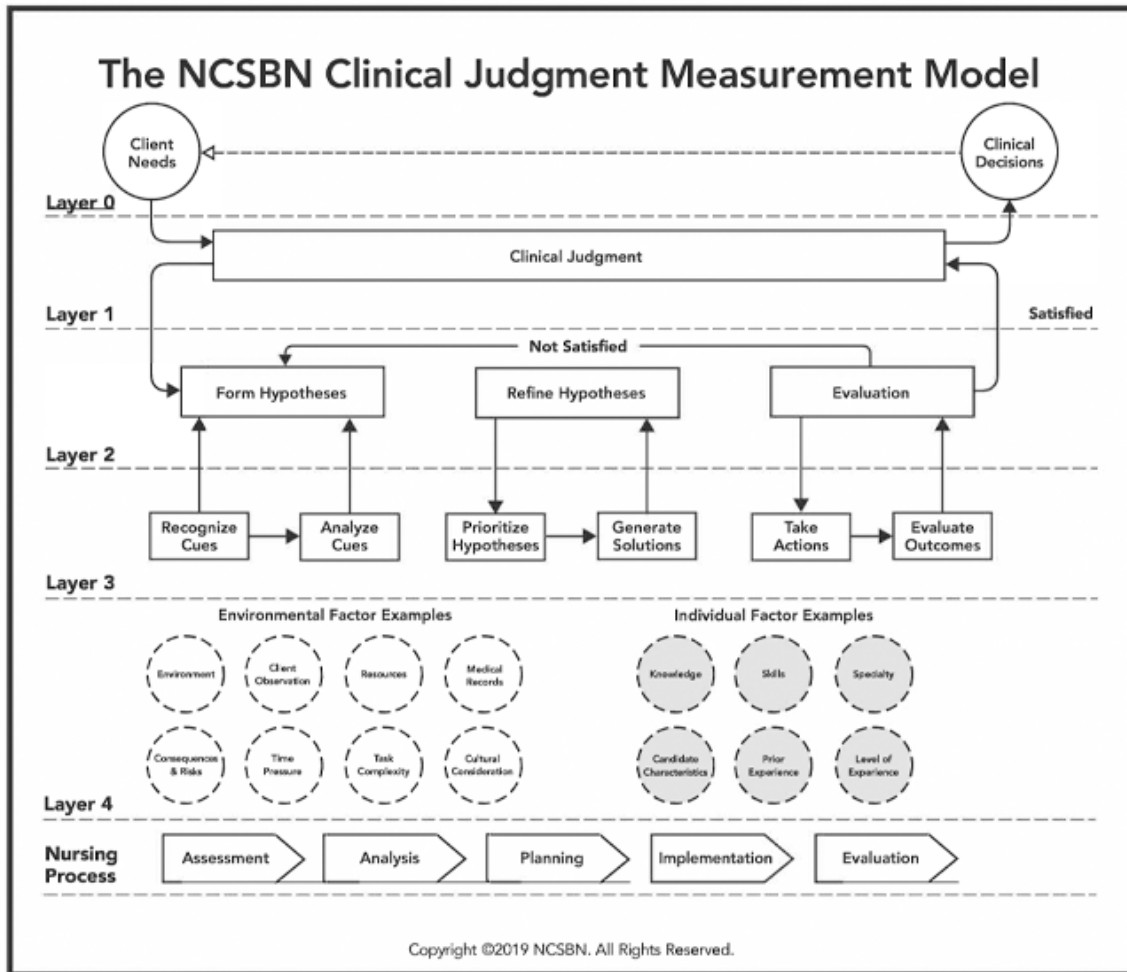 The NCSBN Clinical Judgment Measurement Model
Client
Needs
Clinical
Decisions
Layer 0
Clinical Judgment
Layer 1
Satisfied
Not Satisfied
Form Hypotheses
Refine Hypotheses
Evaluation
Layer 2
Recognize
Cues
Analyze
Cues
Prioritize
Hypotheses
Generate
Solutions
Take
Actions
Evaluate
Outcomes
Layer 3
Environmental Factor Examples
Individual Factor Examples
Environment
Client
Observation
Resources
Medical
Records
Knowledge
Skills
Specialty
Consequences
& Risks
Time
Pressure
Task
Complexity
Cultural
Consideration
Candidate
Characteristics
Prior
Experience
Level of
Experience
Layer 4
Nursing
Process
Assessment
Analysis
Planning
Implementation
Evaluation
Copyright ©2019 NCSBN. All Rights Reserved.